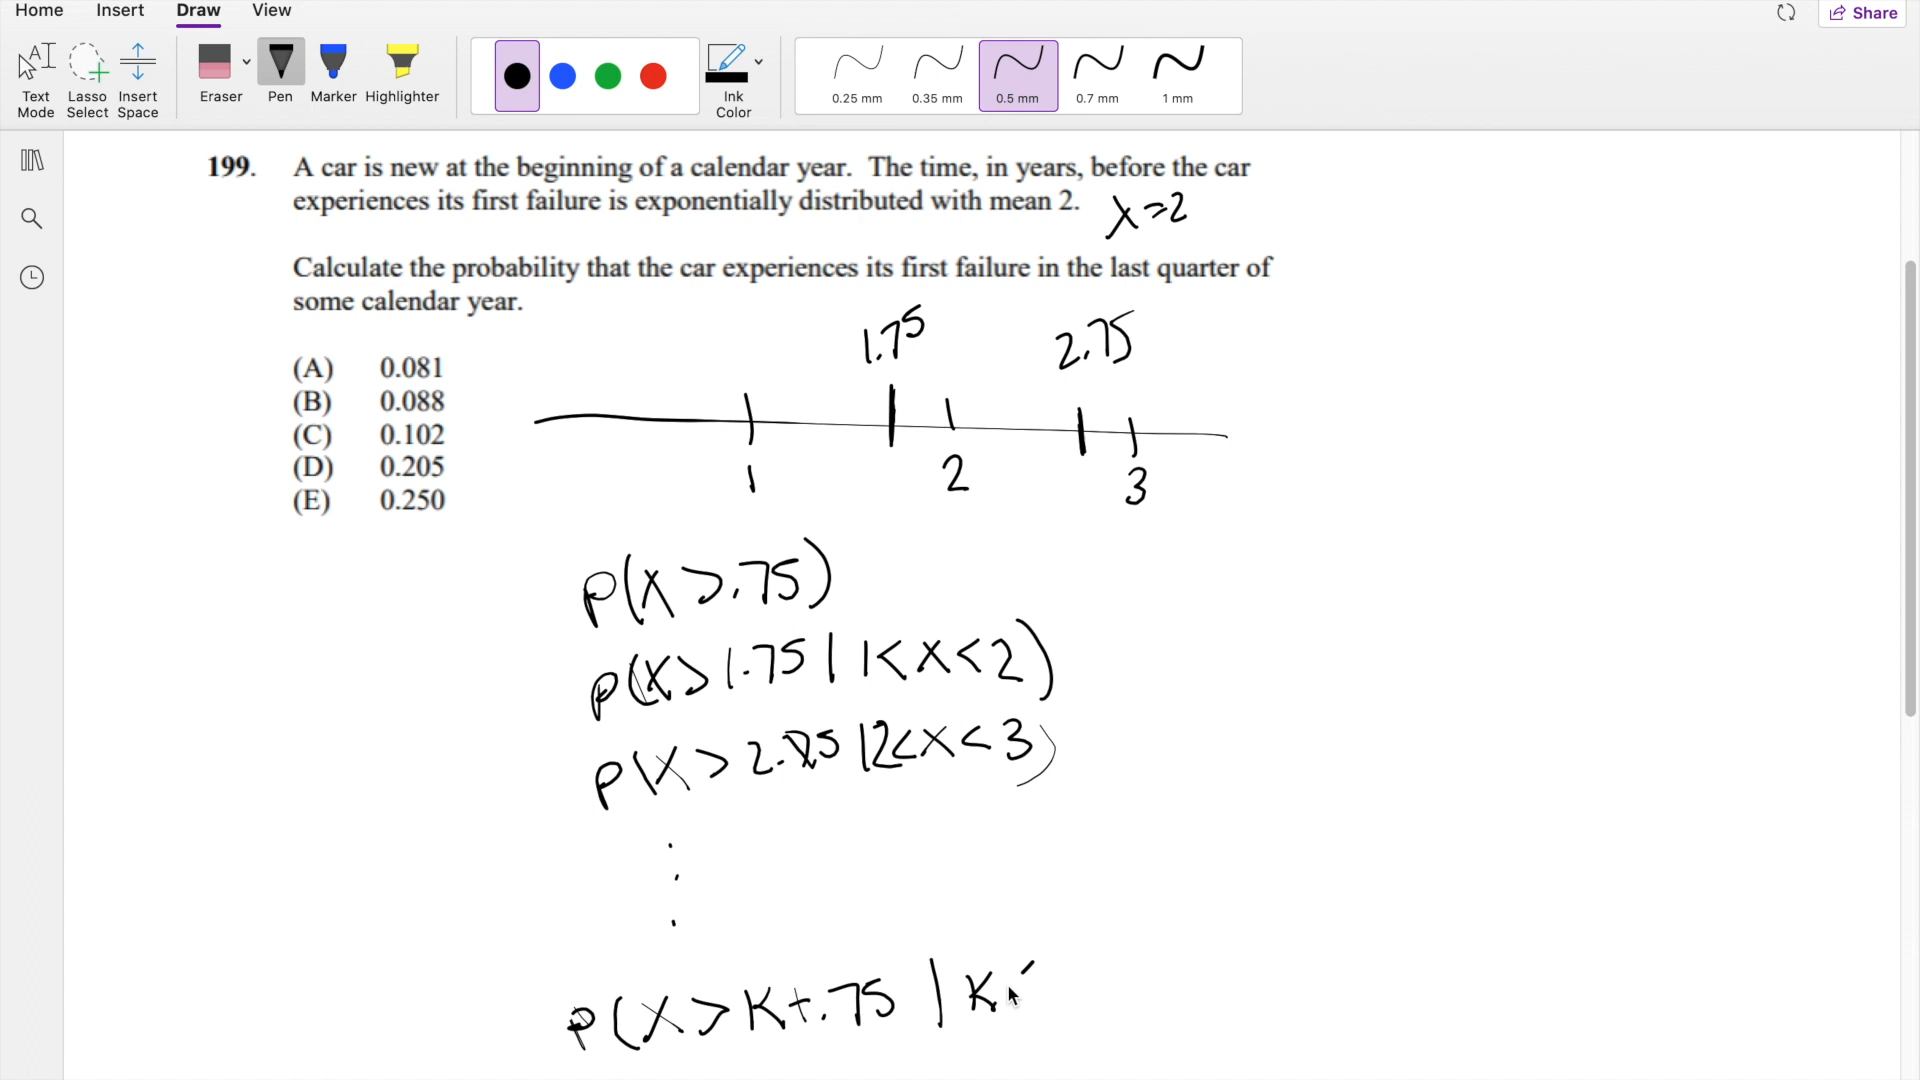 Home Insert Draw View
Share
Text Mode
Lasso Select
Insert Space
Eraser
Pen
Marker
Highlighter
Ink Color
0.25 mm
0.35 mm
0.5 mm
0.7 mm
1 mm
199. A car is new at the beginning of a calendar year. The time, in years, before the car
experiences its first failure is exponentially distributed with mean 2.
λ=2
Calculate the probability that the car experiences its first failure in the last quarter of
some calendar year.
(A) 0.081
(B) 0.088
(C) 0.102
(D) 0.205
(E) 0.250
1.75 2.75
1 2 3
P(X>.75)
P(X>1.75 | 1<X<2)
P(X>2.75 | 2<X<3)
P(X>K+.75 | K